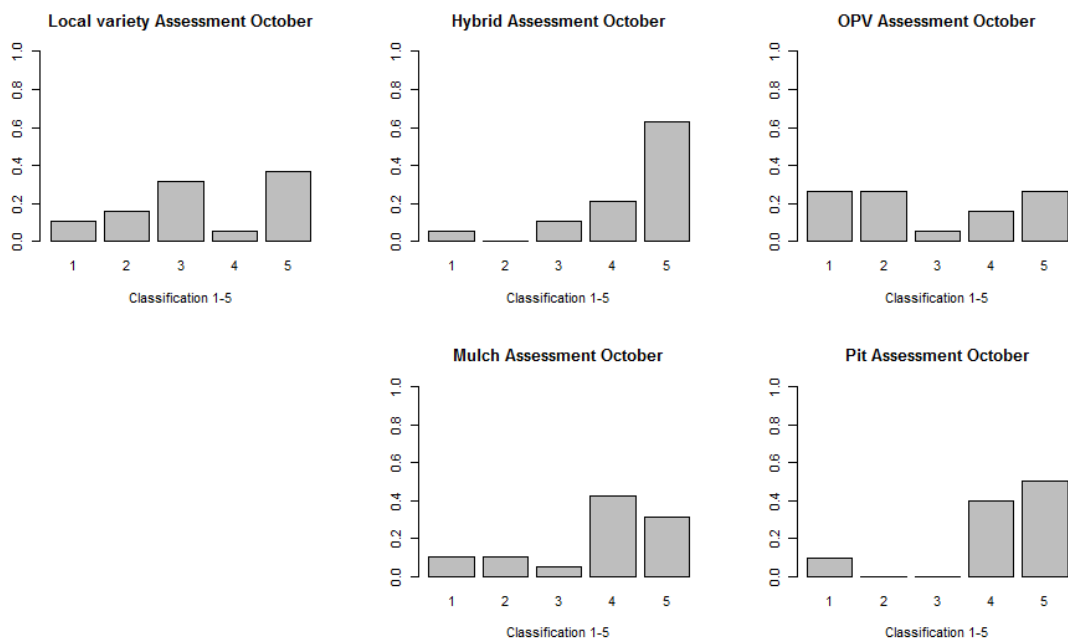 Local variety Assessment October
1.0
0.8
0.6
0.4
0.2
0.0
1 2 3 4 5
Classification 1-5
Hybrid Assessment October
1.0
0.8
0.6
0.4
0.2
0.0
1 2 3 4 5
Classification 1-5
OPV Assessment October
1.0
0.8
0.6
0.4
0.2
0.0
1 2 3 4 5
Classification 1-5
Mulch Assessment October
1.0
0.8
0.6
0.4
0.2
0.0
1 2 3 4 5
Classification 1-5
Pit Assessment October
1.0
0.8
0.6
0.4
0.2
0.0
1 2 3 4 5
Classification 1-5